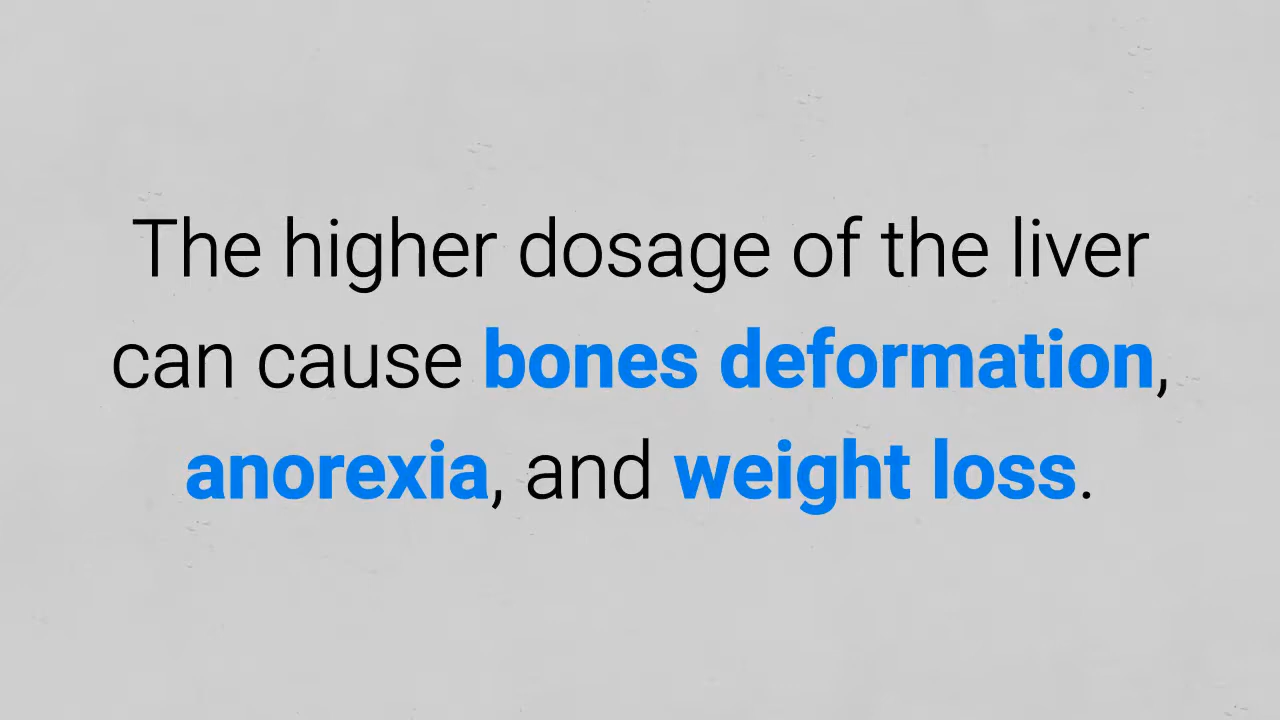 The higher dosage of the liver
can cause bones deformation,
anorexia, and weight loss.